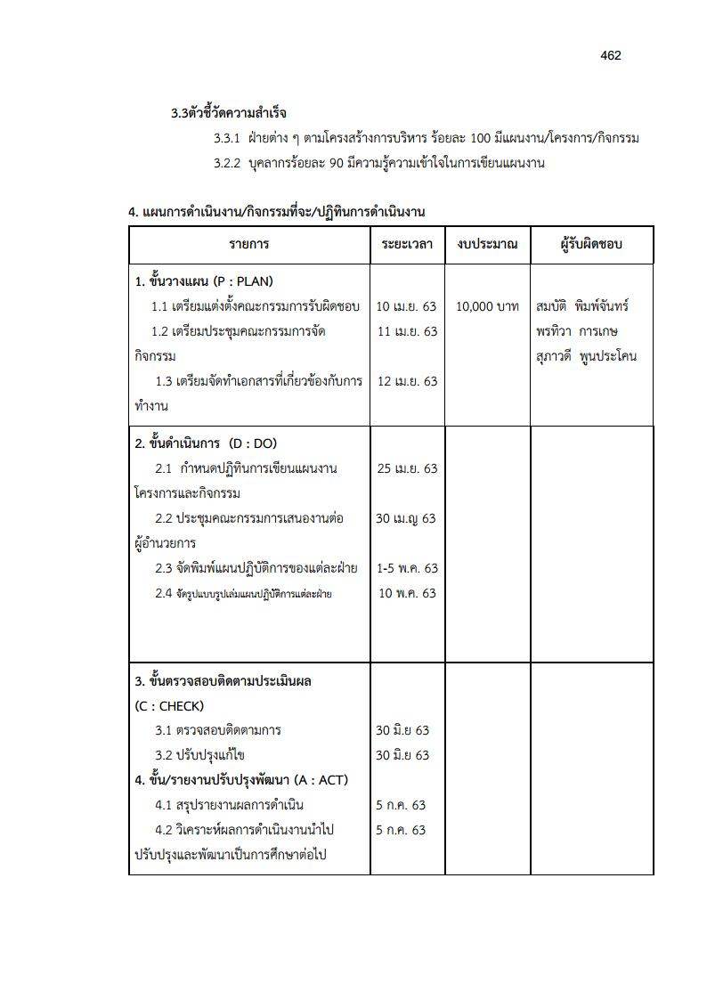 462
3.3ตัวชี้วัดความสำเร็จ
3.3.1 ฝ่ายต่าง ๆ ตามโครงสร้างการบริหาร ร้อยละ 100 มีแผนงาน/โครงการ/กิจกรรม
3.2.2 บุคลากรร้อยละ 90 มีความรู้ความเข้าใจในการเขียนแผนงาน
4. แผนการดำเนินงาน/กิจกรรมที่จะ/ปฏิทินการดำเนินงาน
รายการ ระยะเวลา งบประมาณ ผู้รับผิดชอบ
1. ขั้นวางแผน (P : PLAN)
1.1 เตรียมแต่งตั้งคณะกรรมการรับผิดชอบ 10 เม.ย. 63 10,000 บาท สมบัติ พิมพ์จันทร์
1.2 เตรียมประชุมคณะกรรมการจัด 11 เม.ย. 63 พรทิวา การเกษ
กิจกรรม สุภาวดี พูนประโคน
1.3 เตรียมจัดทำเอกสารที่เกี่ยวข้องกับการ 12 เม.ย. 63
ทำงาน
2. ขั้นดำเนินการ (D : DO)
2.1 กำหนดปฏิทินการเขียนแผนงาน 25 เม.ย. 63
โครงการและกิจกรรม
2.2 ประชุมคณะกรรมการเสนองานต่อ 30 เม.ญ 63
ผู้อำนวยการ
2.3 จัดพิมพ์แผนปฏิบัติการของแต่ละฝ่าย 1-5 พ.ค. 63
2.4 จัดรูปแบบรูปเล่มแผนปฏิบัติการแต่ละฝ่าย 10 พ.ค. 63
3. ขั้นตรวจสอบติดตามประเมินผล
(C : CHECK)
3.1 ตรวจสอบติดตามการ 30 มิ.ย 63
3.2 ปรับปรุงแก้ไข 30 มิ.ย 63
4. ขั้น/รายงานปรับปรุงพัฒนา (A : ACT)
4.1 สรุปรายงานผลการดำเนิน 5 ก.ค. 63
4.2 วิเคราะห์ผลการดำเนินงานนำไป 5 ก.ค. 63
ปรับปรุงและพัฒนาเป็นการศึกษาต่อไป